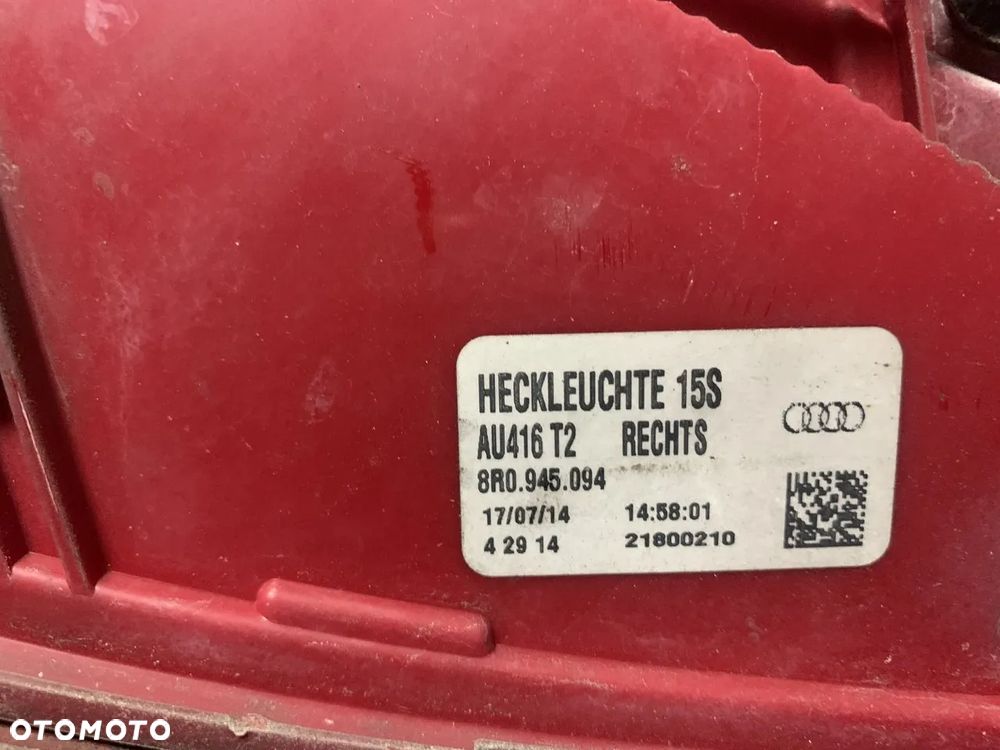 HECKLEUCHTE 15S
AU416 T2 RECHTS
8R0.945.094
17/07/14 14:58:01
4 29 14 21800210
OTOMOTO